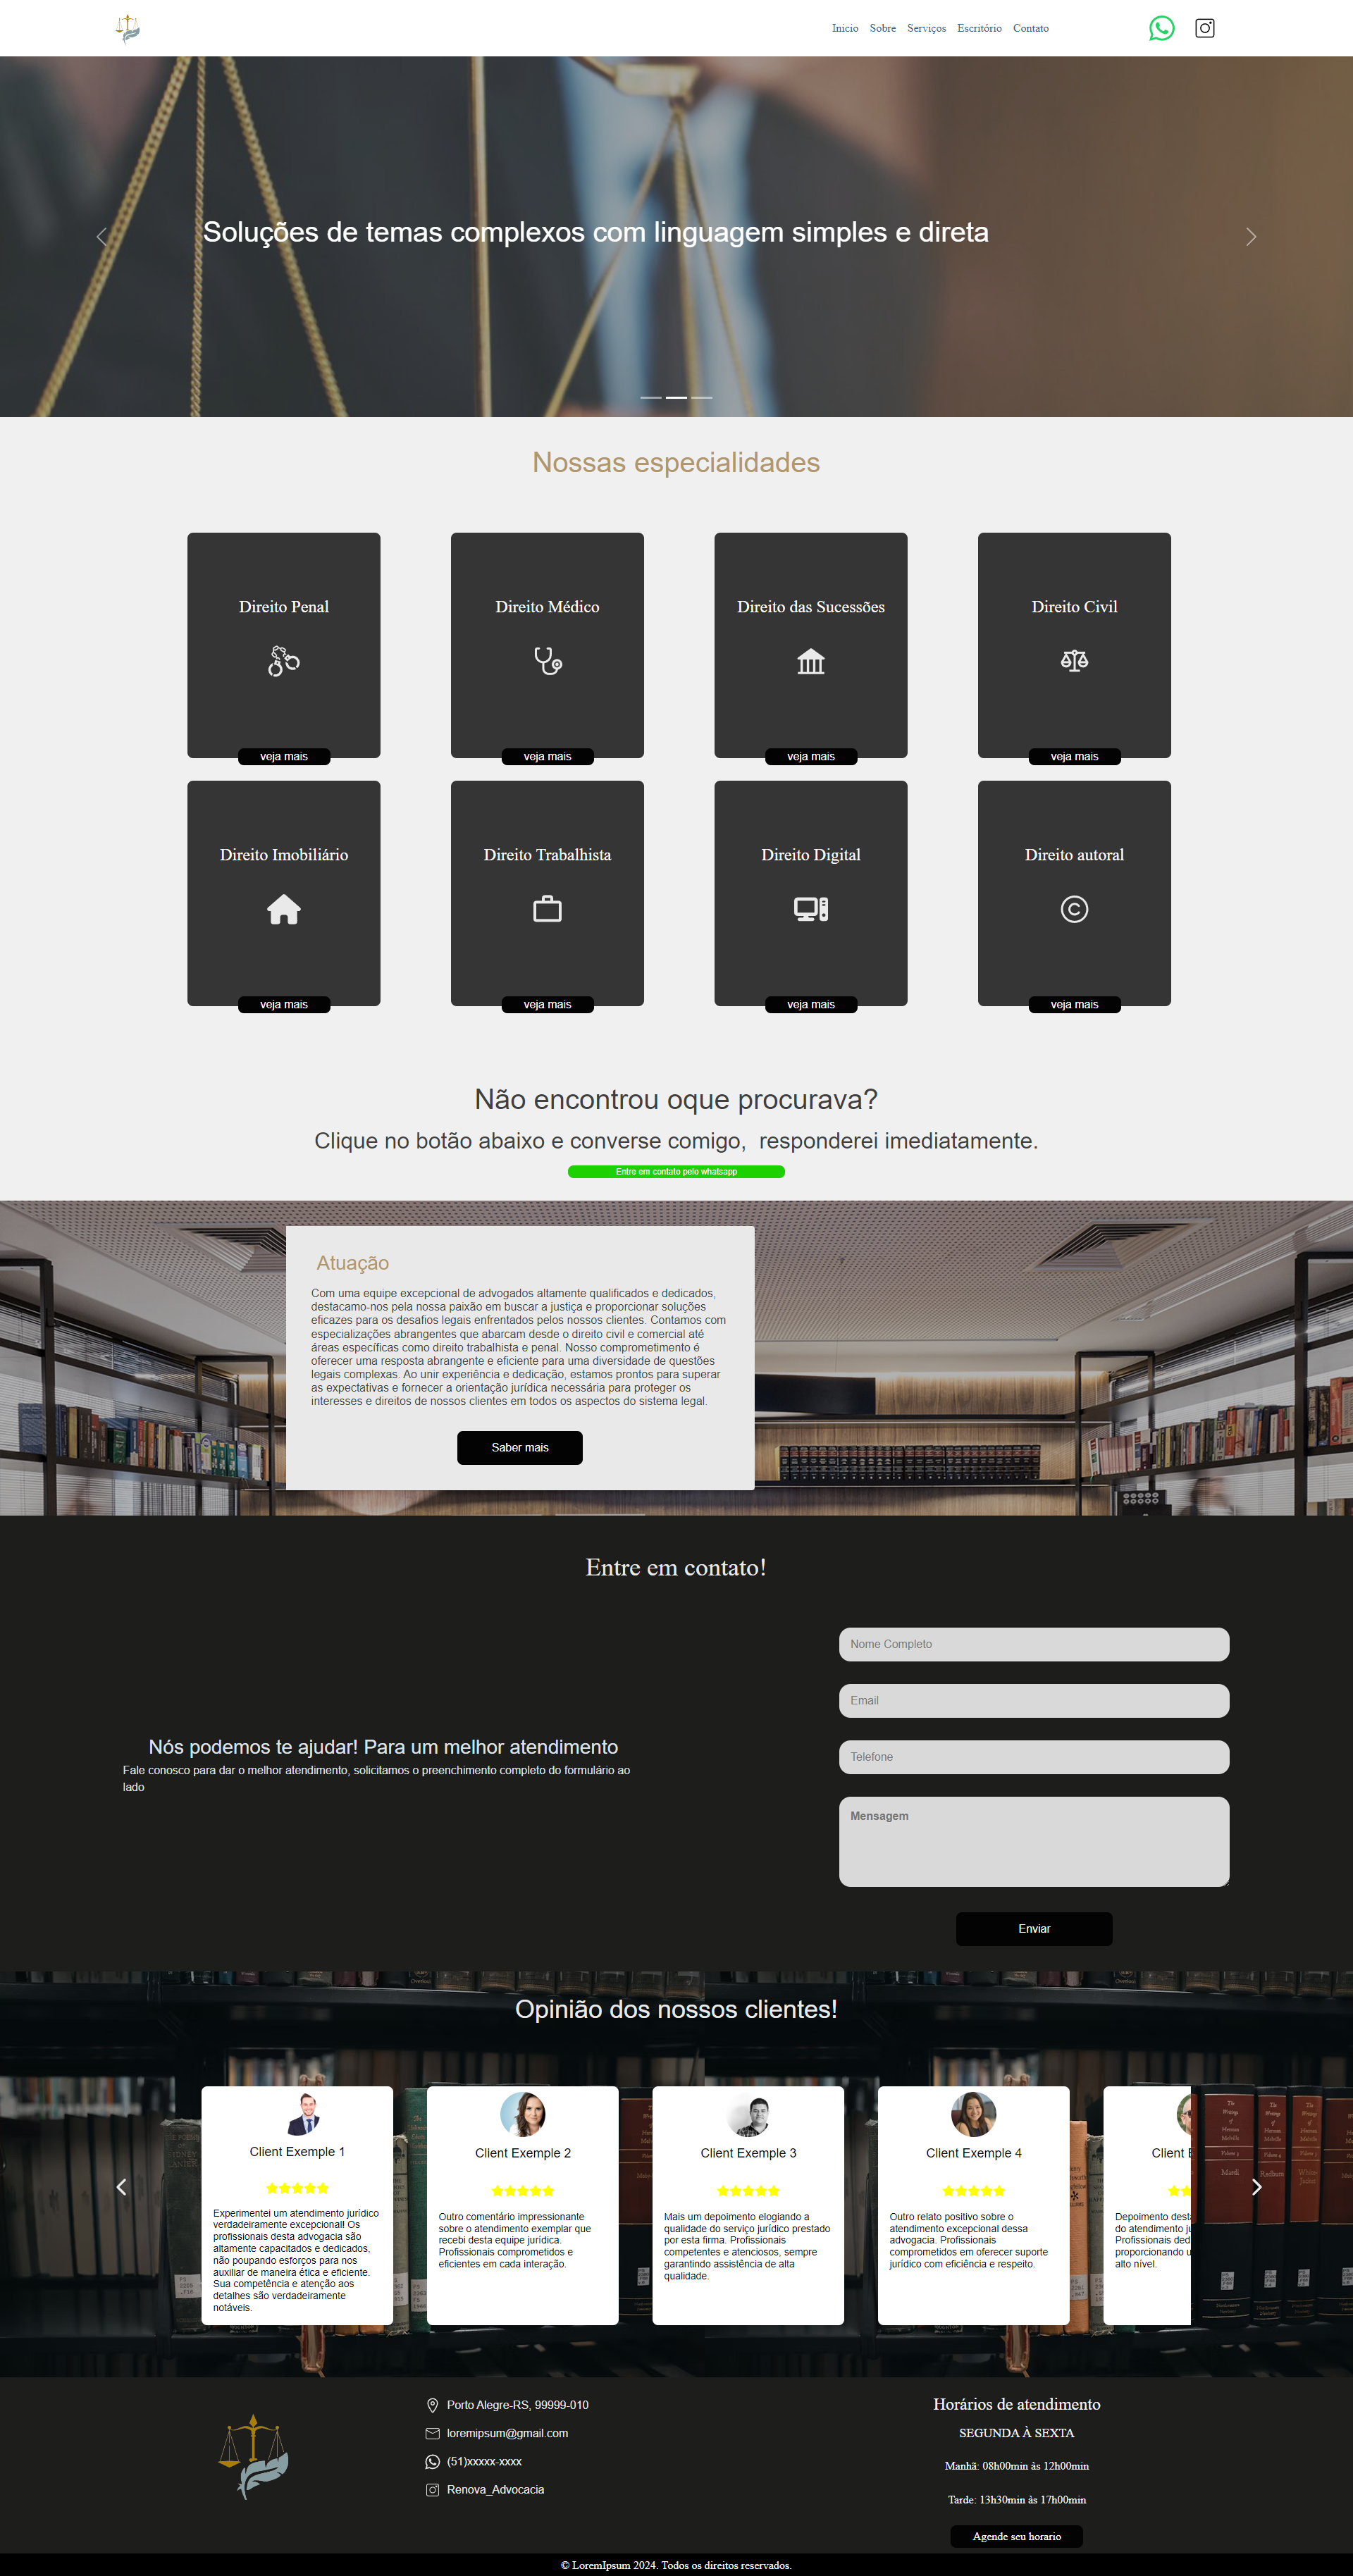 Inicio Sobre Serviços Escritório Contato
Soluções de temas complexos com linguagem simples e direta
Nossas especialidades
Direito Penal
veja mais
Direito Médico
veja mais
Direito das Sucessões
veja mais
Direito Civil
veja mais
Direito Imobiliário
veja mais
Direito Trabalhista
veja mais
Direito Digital
veja mais
Direito autoral
veja mais
Não encontrou oque procurava?
Clique no botão abaixo e converse comigo, responderei imediatamente.
Entre em contato pelo whatsapp
Atuação
Com uma equipe excepcional de advogados altamente qualificados e dedicados,
destacamo-nos pela nossa paixão em buscar a justiça e proporcionar soluções
eficazes para os desafios legais enfrentados pelos nossos clientes. Contamos com
especializações abrangentes que abarcam desde o direito civil e comercial até
áreas específicas como direito trabalhista e penal. Nosso comprometimento é
oferecer uma resposta abrangente e eficiente para uma diversidade de questões
legais complexas. Ao unir experiência e dedicação, estamos prontos para superar
as expectativas e fornecer a orientação jurídica necessária para proteger os
interesses e direitos de nossos clientes em todos os aspectos do sistema legal.
Saber mais
Entre em contato!
Nós podemos te ajudar! Para um melhor atendimento
Fale conosco para dar o melhor atendimento, solicitamos o preenchimento completo do formulário ao
lado
Nome Completo
Email
Telefone
Mensagem
Enviar
Opinião dos nossos clientes!
Client Exemple 1
Experimentei um atendimento jurídico
verdadeiramente excepcional! Os
profissionais desta advogacia são
altamente capacitados e dedicados,
não poupando esforços para nos
auxiliar de maneira ética e eficiente.
Sua competência e atenção aos
detalhes são verdadeiramente
notáveis.
Client Exemple 2
Outro comentário impressionante
sobre o atendimento exemplar que
recebi desta equipe jurídica.
Profissionais comprometidos e
eficientes em cada interação.
Client Exemple 3
Mais um depoimento elogiando a
qualidade do serviço jurídico prestado
por esta firma. Profissionais
competentes e atenciosos, sempre
garantindo assistência de alta
qualidade.
Client Exemple 4
Outro relato positivo sobre o
atendimento excepcional dessa
advogacia. Profissionais
comprometidos em oferecer suporte
jurídico com eficiência e respeito.
Client
Depoimento
do atendimento
Profissionais
proporcionando
alto nível.
Porto Alegre-RS, 99999-010
loremipsum@gmail.com
(51)xxxxx-xxxx
Renova_Advocacia
Horários de atendimento
SEGUNDA À SEXTA
Manhã: 08h00min às 12h00min
Tarde: 13h30min às 17h00min
Agende seu horario
© LoremIpsum 2024. Todos os direitos reservados.